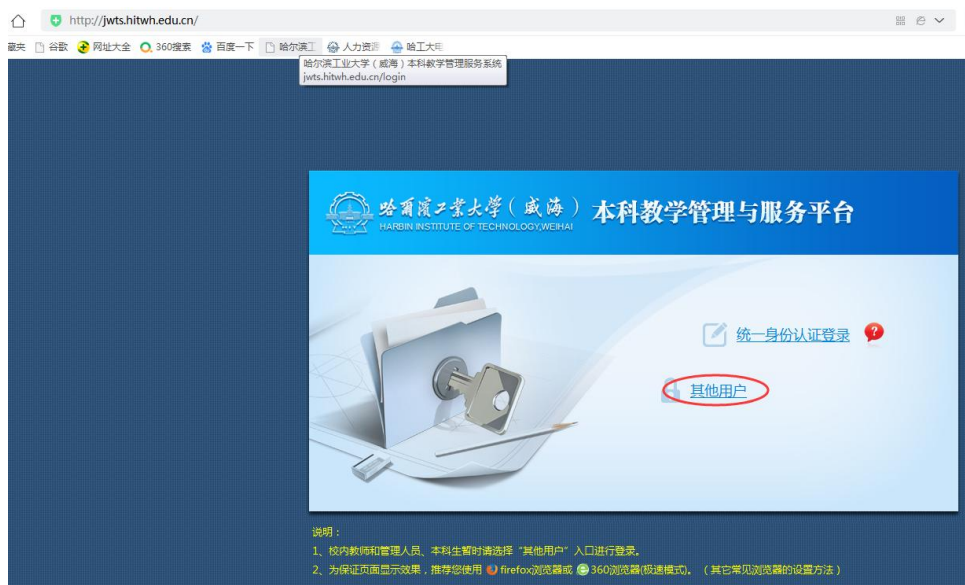 http://jwts.hitwh.edu.cn/
藏夹 谷歌 网址大全 360搜索 百度一下 哈尔滨工 人力资源 哈工大电
哈尔滨工业大学（威海）本科教学管理服务系统
jwts.hitwh.edu.cn/login
哈尔滨工业大学（威海）本科教学管理与服务平台
HARBIN INSTITUTE OF TECHNOLOGY,WEIHAI
统一身份认证登录 ?
其他用户
说明：
1、校内教师和管理人员、本科生暂时请选择“其他用户”入口进行登录。
2、为保证页面显示效果，推荐您使用 firefox浏览器或 360浏览器(极速模式)。（其它常见浏览器的设置方法）